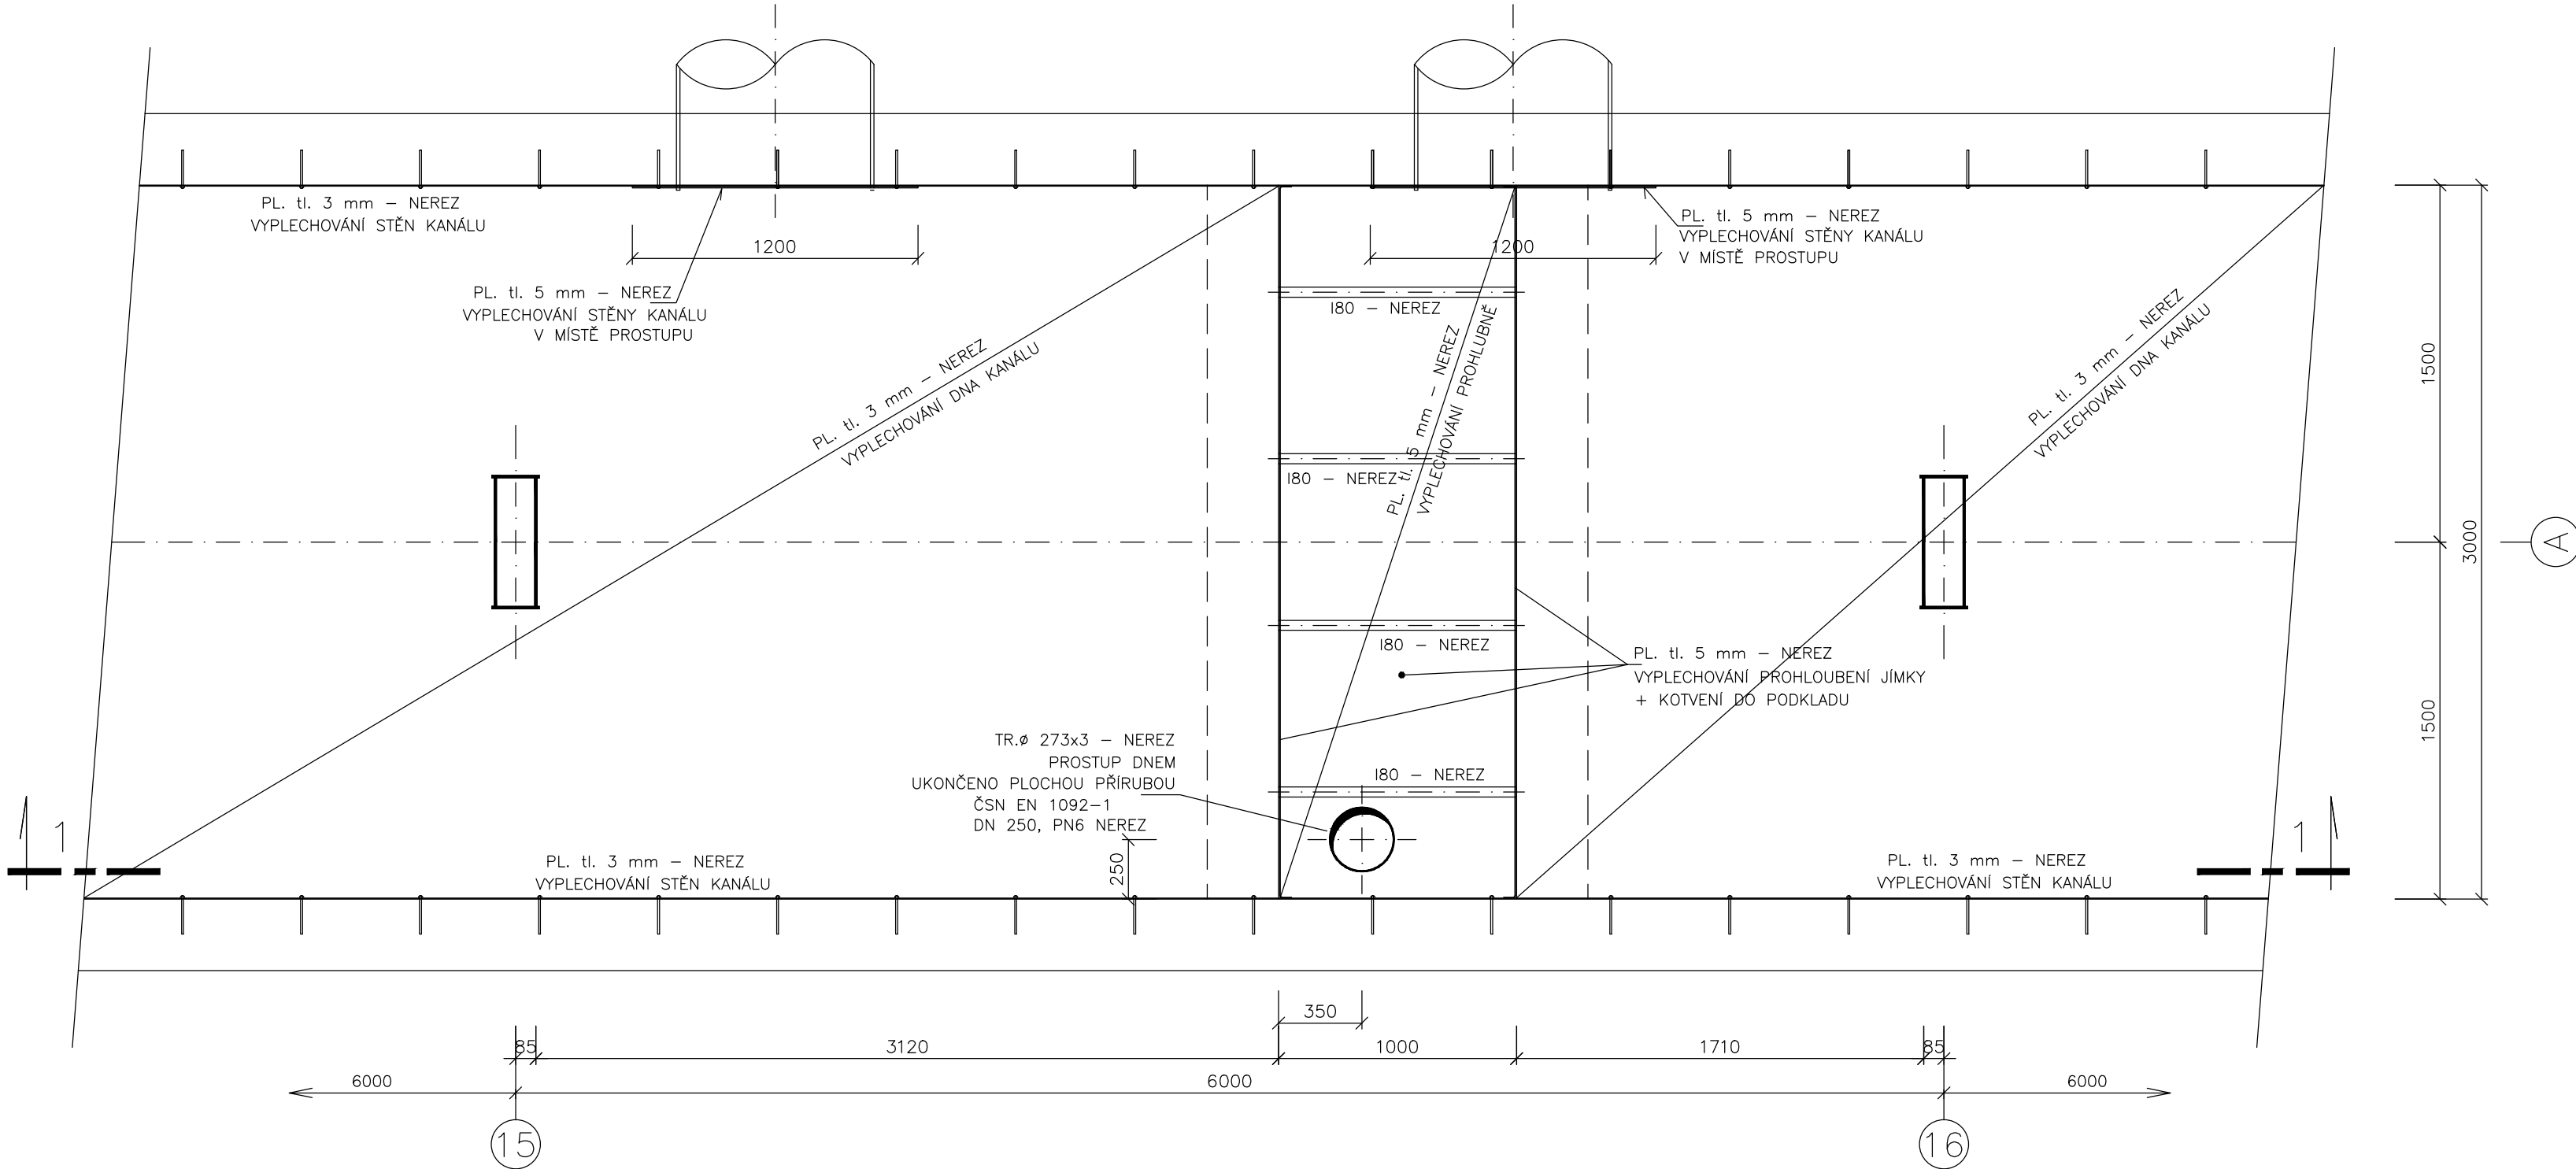 PL. tl. 3 mm – NEREZ
VYPLECHOVÁNÍ STĚN KANÁLU
1200
PL. tl. 5 mm – NEREZ
VYPLECHOVÁNÍ STĚNY KANÁLU
V MÍSTĚ PROSTUPU
1200
PL. tl. 5 mm – NEREZ
VYPLECHOVÁNÍ STĚNY KANÁLU
V MÍSTĚ PROSTUPU
PL. tl. 3 mm – NEREZ
VYPLECHOVÁNÍ DNA KANÁLU
I80 – NEREZ
PL. tl. 5 mm – NEREZ
VYPLECHOVÁNÍ PROHLUBNĚ
I80 – NEREZ
PL. tl. 3 mm – NEREZ
VYPLECHOVÁNÍ DNA KANÁLU
1500
3000
A
I80 – NEREZ
PL. tl. 5 mm – NEREZ
VYPLECHOVÁNÍ PROHLOUBENÍ JÍMKY
+ KOTVENÍ DO PODKLADU
1500
TR.ø 273x3 – NEREZ
PROSTUP DNEM
UKONČENO PLOCHOU PŘÍRUBOU
ČSN EN 1092–1
DN 250, PN6 NEREZ
I80 – NEREZ
250
1
1
PL. tl. 3 mm – NEREZ
VYPLECHOVÁNÍ STĚN KANÁLU
PL. tl. 3 mm – NEREZ
VYPLECHOVÁNÍ STĚN KANÁLU
350
85
3120
1000
1710
85
6000
6000
6000
15
16